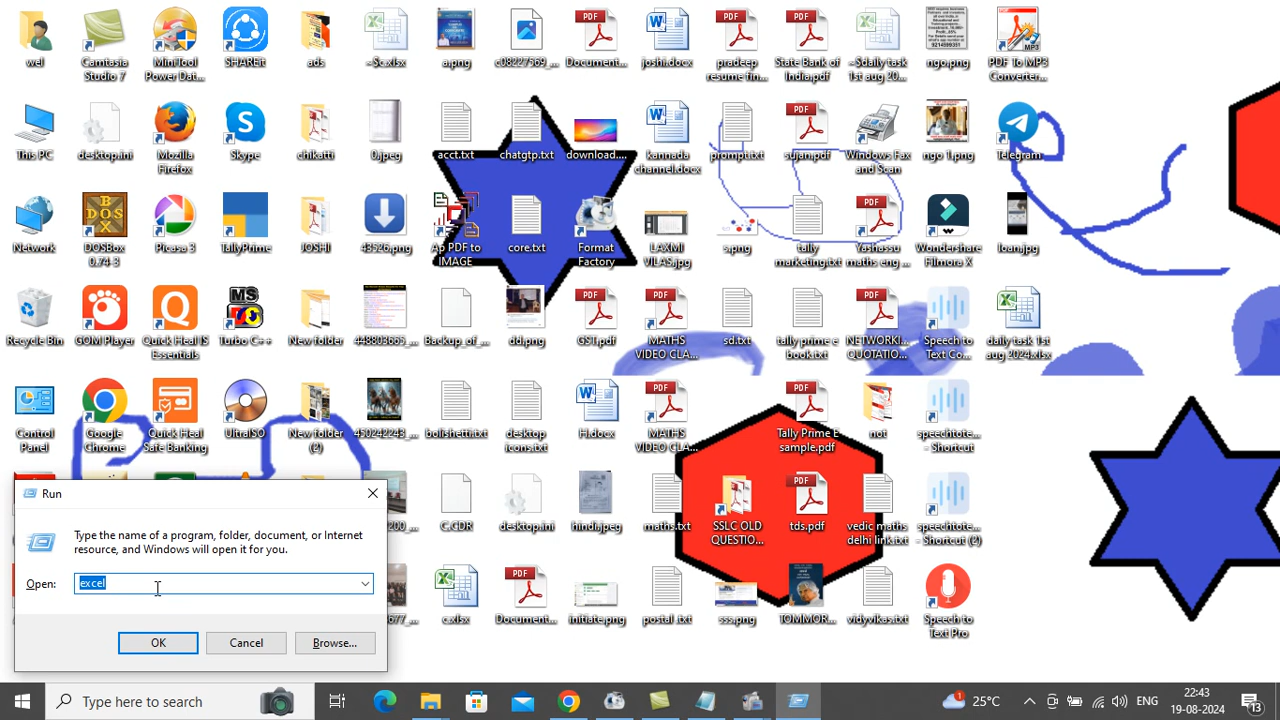 wel
Camtasia
Studio 7
MiniTool
Power Dat...
SHAREit
ads
~$c.xlsx
a.png
c08227569_...
Document...
joshi.docx
pradeep
resume fin...
State Bank of
India.pdf
~$daily task
1st aug 20...
ngo.png
PDF To MP3
Converter...
This PC
desktop.ini
Mozilla
Firefox
Skype
chikatti
0.jpeg
acct.txt
chatgtp.txt
download....
kannada
channel.docx
prompt.txt
sujan.pdf
Windows Fax
and Scan
ngo 1.png
Telegram
Network
DOSBox
0.74-3
Picasa 3
TallyPrime
JOSHI
43526.png
Ap PDF to
IMAGE
core.txt
Format
Factory
LAXMI
VILAS.jpg
s.png
tally
marketing.txt
Yashassu
maths eng ...
Wondershare
Filmora X
loan.jpg
Recycle Bin
GOM Player
Quick Heal IS
Essentials
Turbo C++
New folder
448803665_...
Backup_of_...
dd.png
GST.pdf
MATHS
VIDEO CLA...
sd.txt
tally prime e
book.txt
NETWORKI...
QUOTATIO...
Speech to
Text Co...
daily task 1st
aug 2024.xlsx
Control
Panel
Google
Chrome
Quick Heal
Safe Banking
UltraISO
New folder
(2)
450242243_...
bolishetti.txt
desktop
icons.txt
Hi.docx
MATHS
VIDEO CLA...
Tally Prime E
sample.pdf
not
speechtote...
- Shortcut
C.CDR
desktop.ini
hindi.jpeg
maths.txt
SSLC OLD
QUESTIO...
tds.pdf
vedic maths
delhi link.txt
speechtote...
- Shortcut (2)
c.xlsx
Document...
initiate.png
postal .txt
sss.png
TOMMOR...
vidyvikas.txt
Speech to
Text Pro
Run
Type the name of a program, folder, document, or Internet
resource, and Windows will open it for you.
Open: excel
OK Cancel Browse...
Type here to search
1 25°C ENG 22:43
19-08-2024 13